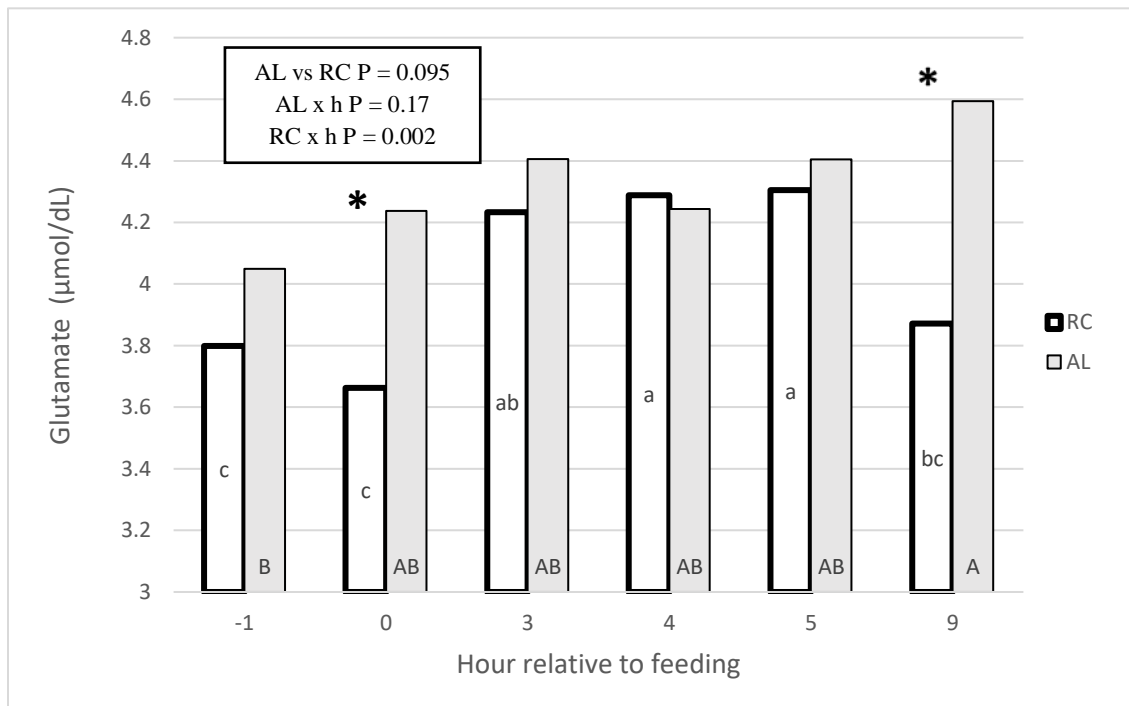 4.8
4.6
4.4
4.2
4
3.8
3.6
3.4
3.2
3
Glutamate (µmol/dL)
AL vs RC P = 0.095
AL x h P = 0.17
RC x h P = 0.002
*
*
c
c
ab
a
a
bc
B
AB
AB
AB
AB
A
-1
0
3
4
5
9
Hour relative to feeding
RC
AL